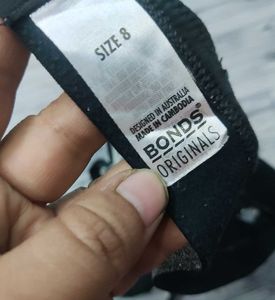 SIZE 8
DESIGNED IN AUSTRALIA
MADE IN CAMBODIA
BONDS
ORIGINALS